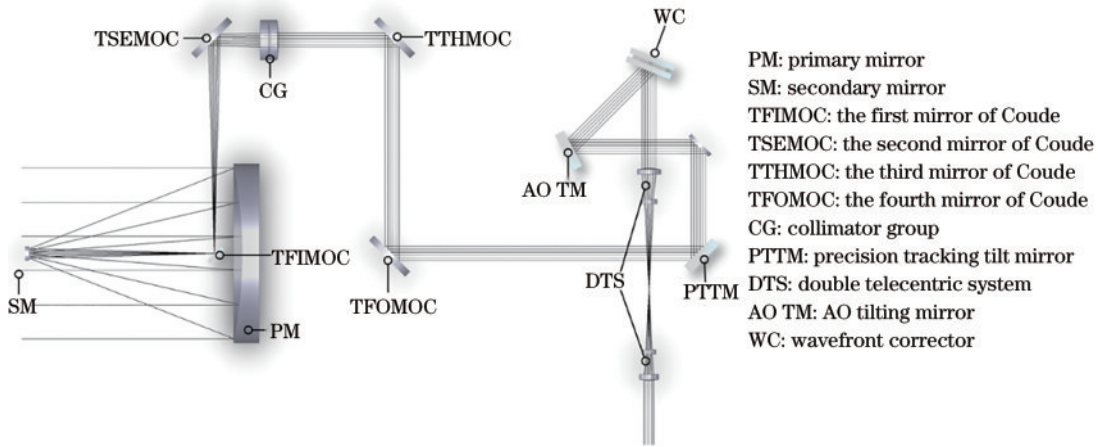 WC
TSEMOC
TTHMOC
CG
PM: primary mirror
SM: secondary mirror
TFIMOC: the first mirror of Coude
TSEMOC: the second mirror of Coude
TTHMOC: the third mirror of Coude
TFOMOC: the fourth mirror of Coude
CG: collimator group
PTTM: precision tracking tilt mirror
DTS: double telecentric system
AO TM: AO tilting mirror
WC: wavefront corrector
AO TM
TFIMOC
SM
PM
TFOMOC
DTS
PTTM